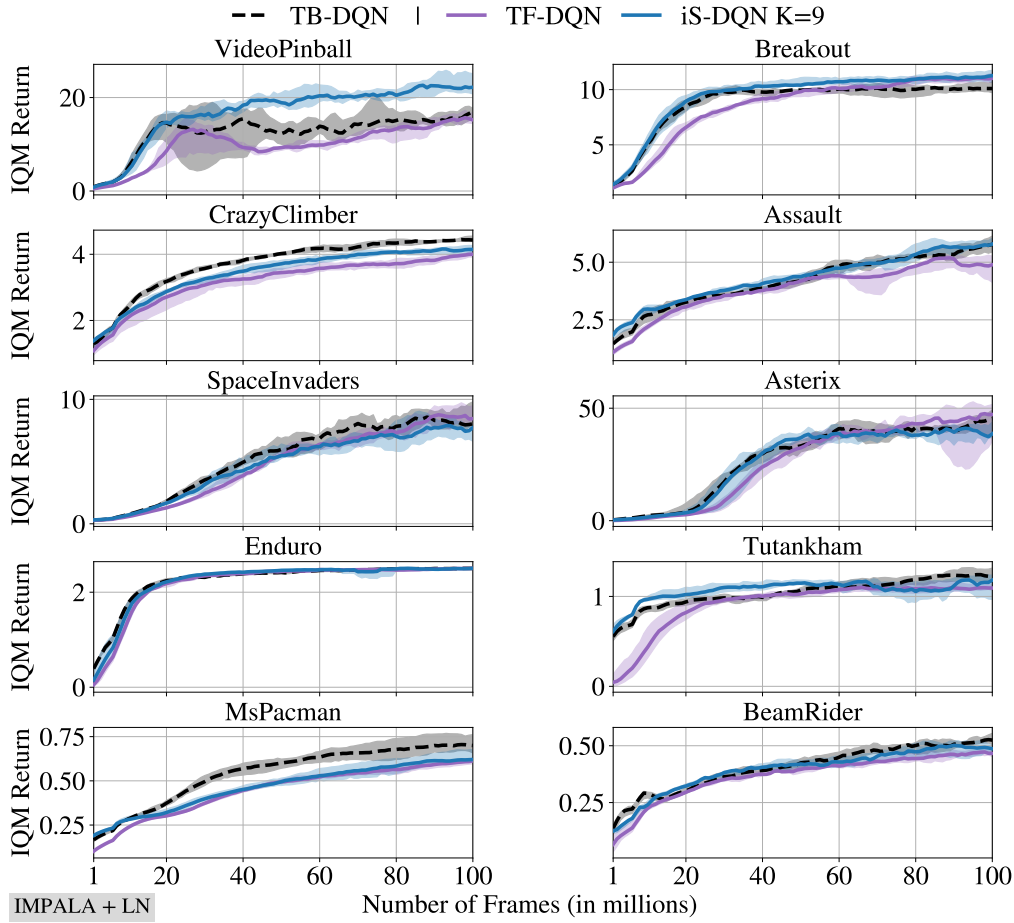 TB-DQN | TF-DQN iS-DQN K=9
VideoPinball Breakout
IQM Return
20
0
10
5
CrazyClimber Assault
IQM Return
4
2
5.0
2.5
SpaceInvaders Asterix
IQM Return
10
0
50
0
Enduro Tutankham
IQM Return
2
0
1
0
MsPacman BeamRider
IQM Return
0.75
0.50
0.25
0.50
0.25
1 20 40 60 80 100 1 20 40 60 80 100
IMPALA + LN Number of Frames (in millions)